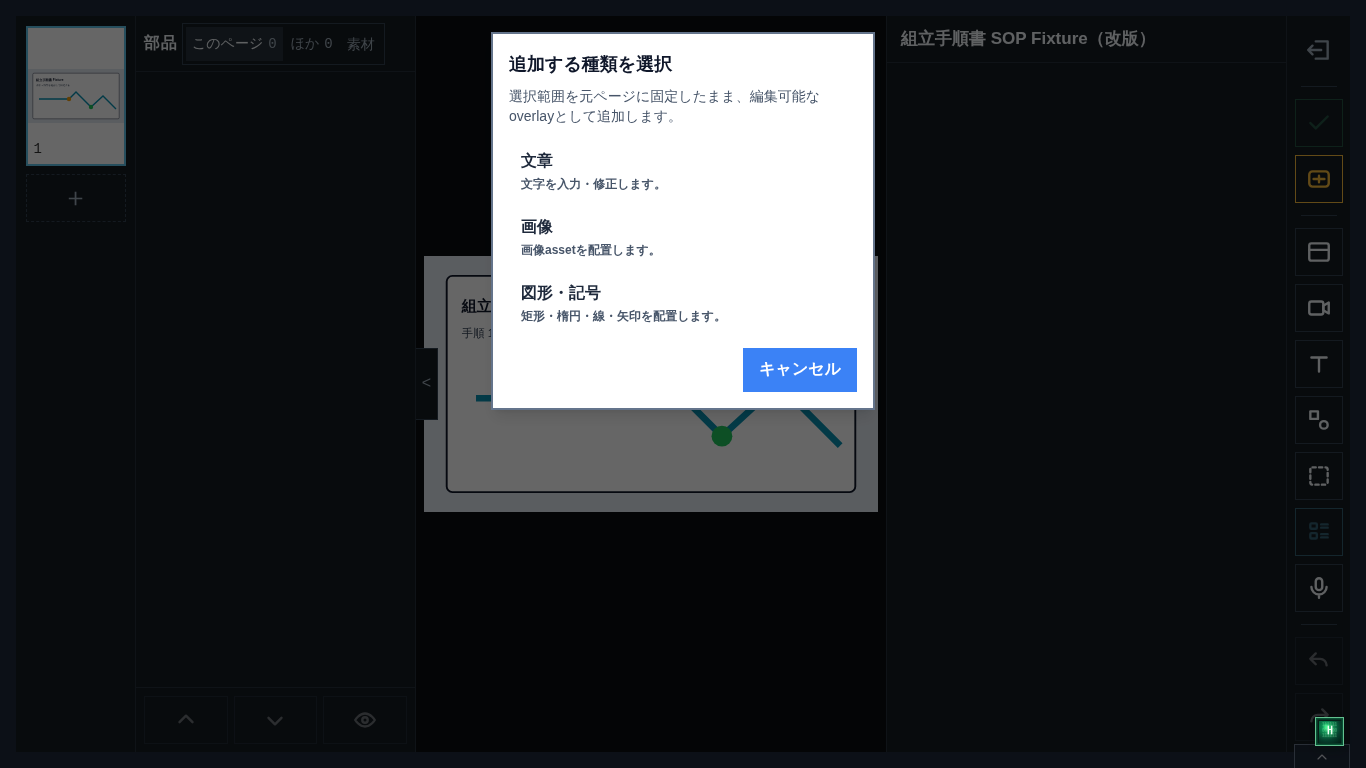 部品
このページ 0
ほか 0
素材
組立手順書 SOP Fixture（改版）
1
追加する種類を選択
選択範囲を元ページに固定したまま、編集可能な
overlayとして追加します。
文章
文字を入力・修正します。
画像
画像assetを配置します。
図形・記号
矩形・楕円・線・矢印を配置します。
キャンセル
組立
手順 1
<
H